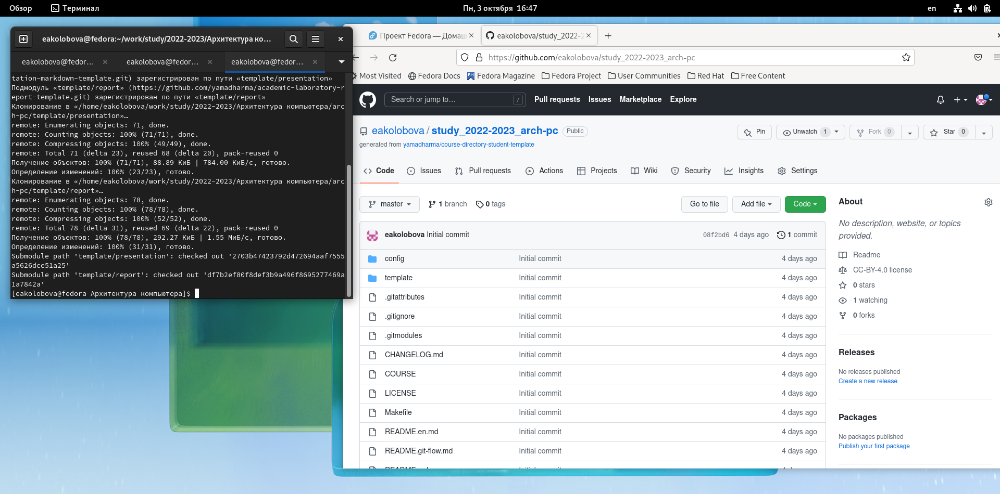 Обзор
Терминал
Пн, 3 октября 16:47
en
eakolobova@fedora:~/work/study/2022-2023/Архитектура ко...
eakolobova@fedor...
eakolobova@fedor...
eakolobova@fedor...
tation-markdown-template.git) зарегистрирован по пути «template/presentation»
Подмодуль «template/report» (https://github.com/yamadharma/academic-laboratory-r
eport-template.git) зарегистрирован по пути «template/report»
Клонирование в «/home/eakolobova/work/study/2022-2023/Архитектура компьютера/arc
h-pc/template/presentation»…
remote: Enumerating objects: 71, done.
remote: Counting objects: 100% (71/71), done.
remote: Compressing objects: 100% (49/49), done.
remote: Total 71 (delta 23), reused 68 (delta 20), pack-reused 0
Получение объектов: 100% (71/71), 88.89 КиБ | 784.00 КиБ/с, готово.
Определение изменений: 100% (23/23), готово.
Клонирование в «/home/eakolobova/work/study/2022-2023/Архитектура компьютера/arc
h-pc/template/report»…
remote: Enumerating objects: 78, done.
remote: Counting objects: 100% (78/78), done.
remote: Compressing objects: 100% (52/52), done.
remote: Total 78 (delta 31), reused 69 (delta 22), pack-reused 0
Получение объектов: 100% (78/78), 292.27 КиБ | 1.55 МиБ/с, готово.
Определение изменений: 100% (31/31), готово.
Submodule path 'template/presentation': checked out '2703b47423792d472694aaf7555
a5626dce51a25'
Submodule path 'template/report': checked out 'df7b2ef80f8def3b9a496f8695277469a
1a7842a'
[eakolobova@fedora Архитектура компьютера]$
Проект Fedora — Домаш
eakolobova/study_2022-2
https://github.com/eakolobova/study_2022-2023_arch-pc
Most Visited
Fedora Docs
Fedora Magazine
Fedora Project
User Communities
Red Hat
Free Content
Search or jump to...
/
Pull requests
Issues
Marketplace
Explore
eakolobova / study_2022-2023_arch-pc
Public
generated from yamadharma/course-directory-student-template
Pin
Unwatch 1
Fork 0
Star 0
Code
Issues
Pull requests
Actions
Projects
Wiki
Security
Insights
Settings
master
1 branch
0 tags
Go to file
Add file
Code
eakolobova Initial commit
08f2bd6 4 days ago
1 commit
config Initial commit 4 days ago
template Initial commit 4 days ago
.gitattributes Initial commit 4 days ago
.gitignore Initial commit 4 days ago
.gitmodules Initial commit 4 days ago
CHANGELOG.md Initial commit 4 days ago
COURSE Initial commit 4 days ago
LICENSE Initial commit 4 days ago
Makefile Initial commit 4 days ago
README.en.md Initial commit 4 days ago
README.git-flow.md Initial commit 4 days ago
About
No description, website, or topics
provided.
Readme
CC-BY-4.0 license
0 stars
1 watching
0 forks
Releases
No releases published
Create a new release
Packages
No packages published
Publish your first package